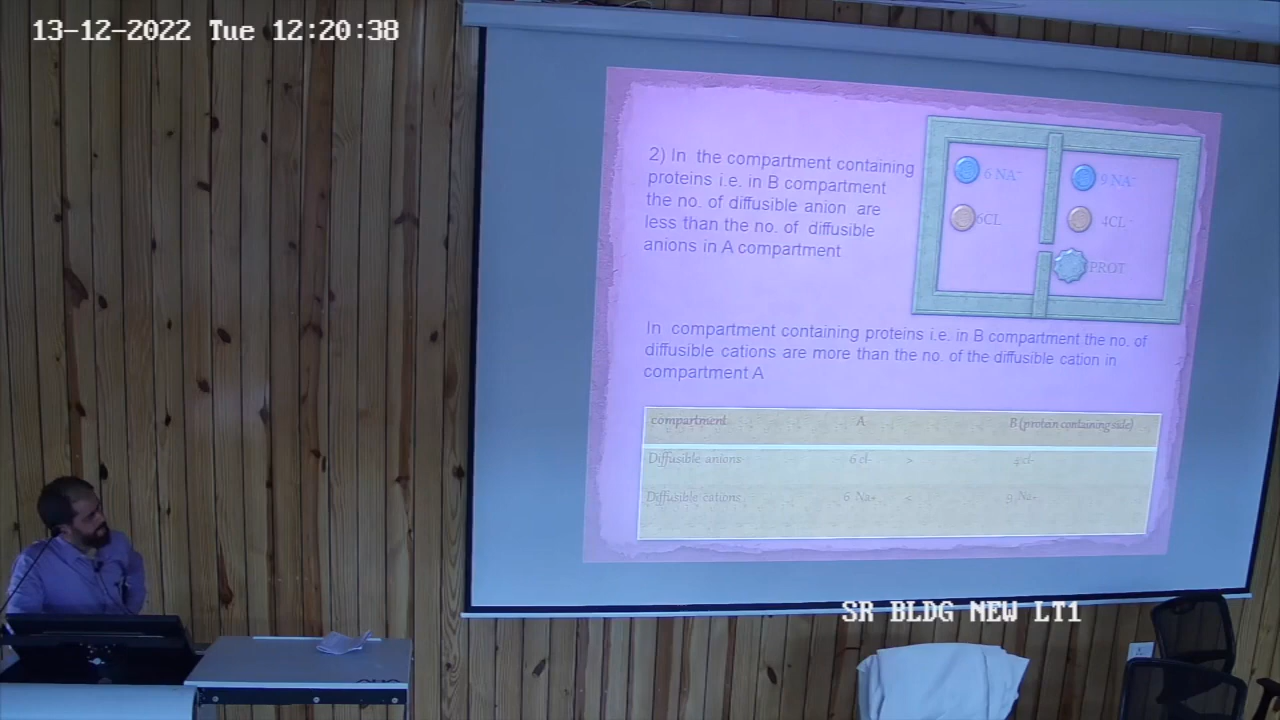 13-12-2022 Tue 12:20:38
2) In the compartment containing
proteins i.e. in B compartment
the no. of diffusible anion are
less than the no. of diffusible
anions in A compartment
6 NA+ 9 NA+
6CL 4CL -
PROT
In compartment containing proteins i.e. in B compartment the no. of
diffusible cations are more than the no. of the diffusible cation in
compartment A
compartment A B (protein containing side)
Diffusible anions 6 cl- > 4 cl-
Diffusible cations 6 Na+ < 9 Na+
SR BLDG NEW LT1